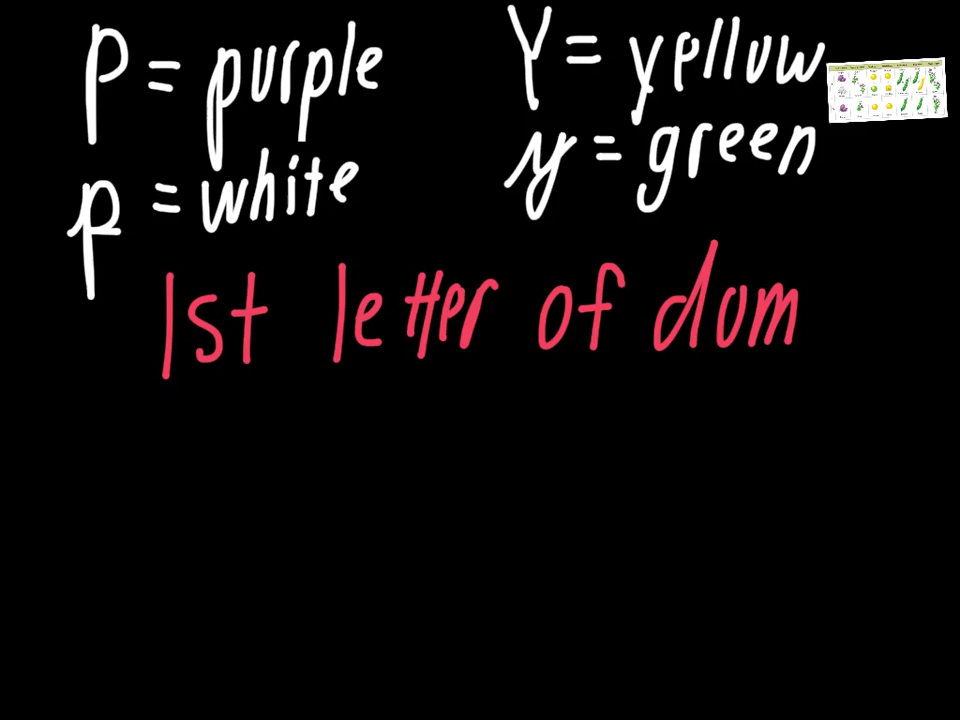 P = purple
p = white
Y = yellow
y = green
1st letter of dom